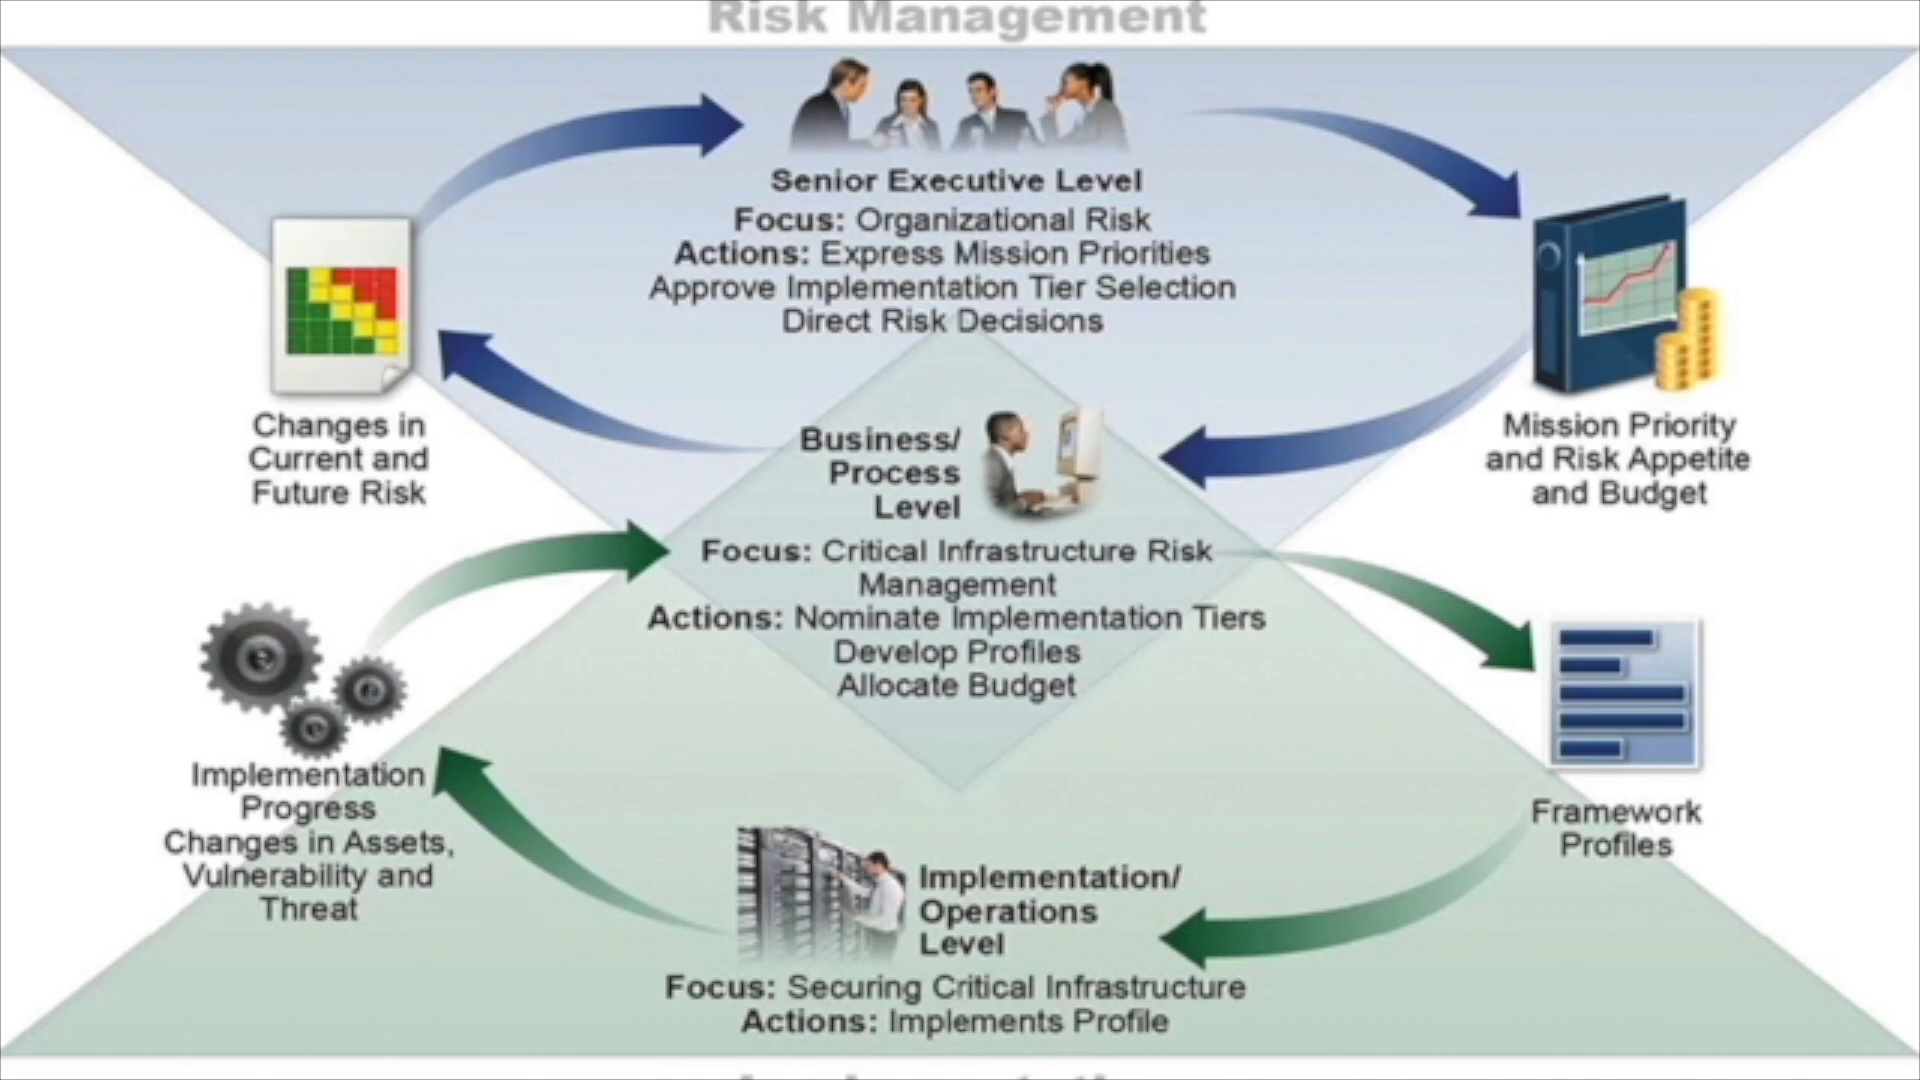 Risk Management
Senior Executive Level
Focus: Organizational Risk
Actions: Express Mission Priorities
Approve Implementation Tier Selection
Direct Risk Decisions
Changes in
Current and
Future Risk
Mission Priority
and Risk Appetite
and Budget
Business/
Process
Level
Focus: Critical Infrastructure Risk
Management
Actions: Nominate Implementation Tiers
Develop Profiles
Allocate Budget
Implementation
Progress
Changes in Assets,
Vulnerability and
Threat
Framework
Profiles
Implementation/
Operations
Level
Focus: Securing Critical Infrastructure
Actions: Implements Profile